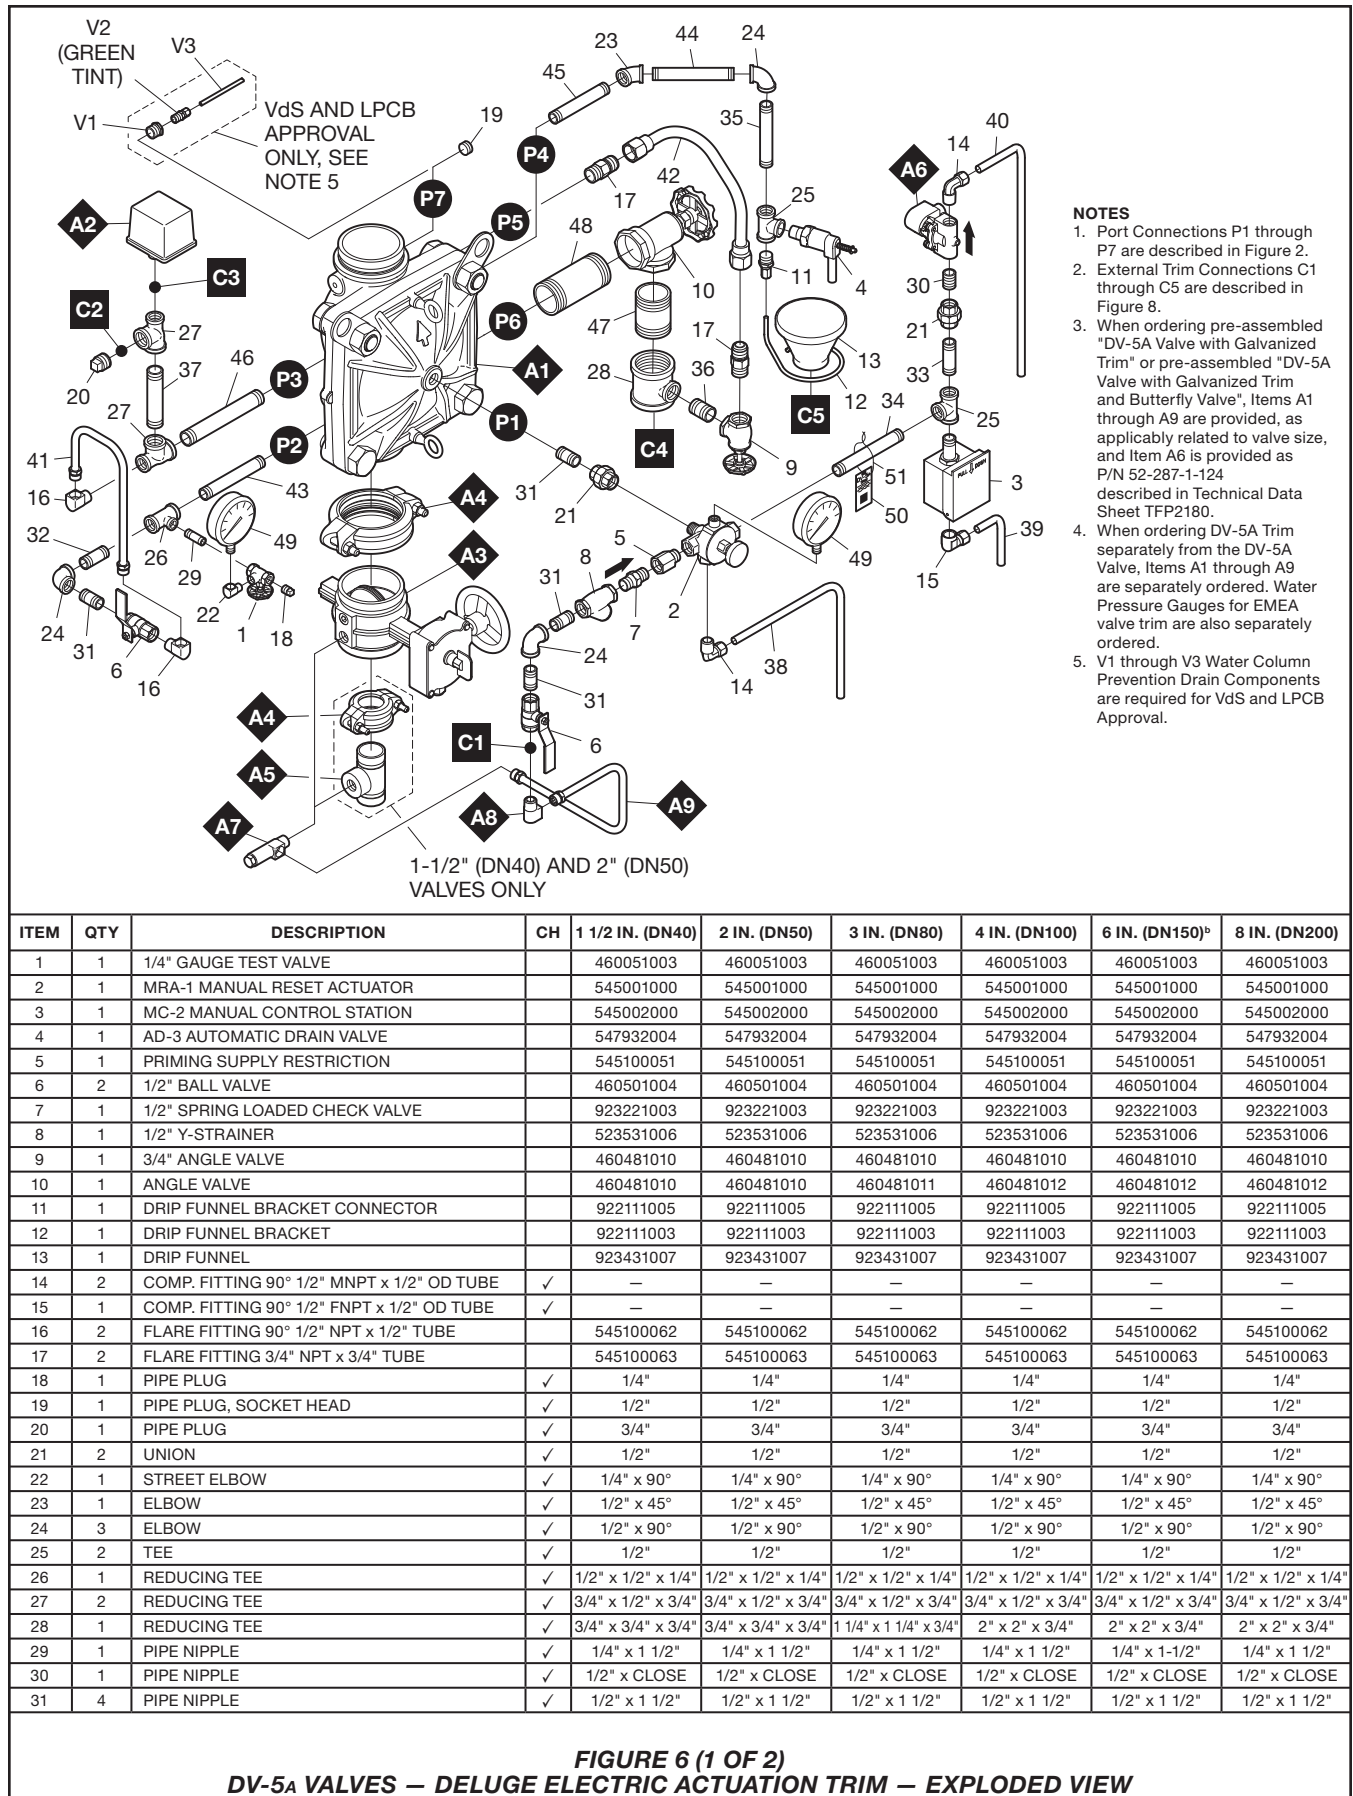 V2
(GREEN
TINT)
V3
V1
VdS AND LPCB
APPROVAL
ONLY, SEE
NOTE 5
19
23
44
24
45
P4
35
42
17
P7
P5
A2
C3
C2
27
20
37
46
P3
27
P2
41
16
43
32
26
29
49
22
1
18
24
31
6
16
48
P6
A1
10
47
28
17
36
C4
9
P1
31
21
25
11
4
13
12
C5
A6
14
40
30
21
33
34
25
51
50
3
39
15
49
A4
A3
5
8
31
7
2
24
31
14
38
C1
6
A4
A5
A7
A8
A9
1-1/2" (DN40) AND 2" (DN50)
VALVES ONLY
NOTES
1. Port Connections P1 through
P7 are described in Figure 2.
2. External Trim Connections C1
through C5 are described in
Figure 8.
3. When ordering pre-assembled
"DV-5A Valve with Galvanized
Trim" or pre-assembled "DV-5A
Valve with Galvanized Trim
and Butterfly Valve", Items A1
through A9 are provided, as
applicably related to valve size,
and Item A6 is provided as
P/N 52-287-1-124
described in Technical Data
Sheet TFP2180.
4. When ordering DV-5A Trim
separately from the DV-5A
Valve, Items A1 through A9
are separately ordered. Water
Pressure Gauges for EMEA
valve trim are also separately
ordered.
5. V1 through V3 Water Column
Prevention Drain Components
are required for VdS and LPCB
Approval.
ITEM QTY DESCRIPTION CH 1 1/2 IN. (DN40) 2 IN. (DN50) 3 IN. (DN80) 4 IN. (DN100) 6 IN. (DN150)ᵇ 8 IN. (DN200)
1 1 1/4" GAUGE TEST VALVE 460051003 460051003 460051003 460051003 460051003 460051003
2 1 MRA-1 MANUAL RESET ACTUATOR 545001000 545001000 545001000 545001000 545001000 545001000
3 1 MC-2 MANUAL CONTROL STATION 545002000 545002000 545002000 545002000 545002000 545002000
4 1 AD-3 AUTOMATIC DRAIN VALVE 547932004 547932004 547932004 547932004 547932004 547932004
5 1 PRIMING SUPPLY RESTRICTION 545100051 545100051 545100051 545100051 545100051 545100051
6 2 1/2" BALL VALVE 460501004 460501004 460501004 460501004 460501004 460501004
7 1 1/2" SPRING LOADED CHECK VALVE 923221003 923221003 923221003 923221003 923221003 923221003
8 1 1/2" Y-STRAINER 523531006 523531006 523531006 523531006 523531006 523531006
9 1 3/4" ANGLE VALVE 460481010 460481010 460481010 460481010 460481010 460481010
10 1 ANGLE VALVE 460481010 460481010 460481011 460481012 460481012 460481012
11 1 DRIP FUNNEL BRACKET CONNECTOR 922111005 922111005 922111005 922111005 922111005 922111005
12 1 DRIP FUNNEL BRACKET 922111003 922111003 922111003 922111003 922111003 922111003
13 1 DRIP FUNNEL 923431007 923431007 923431007 923431007 923431007 923431007
14 2 COMP. FITTING 90° 1/2" MNPT x 1/2" OD TUBE ✓ — — — — — —
15 1 COMP. FITTING 90° 1/2" FNPT x 1/2" OD TUBE ✓ — — — — — —
16 2 FLARE FITTING 90° 1/2" NPT x 1/2" TUBE 545100062 545100062 545100062 545100062 545100062 545100062
17 2 FLARE FITTING 3/4" NPT x 3/4" TUBE 545100063 545100063 545100063 545100063 545100063 545100063
18 1 PIPE PLUG ✓ 1/4" 1/4" 1/4" 1/4" 1/4" 1/4"
19 1 PIPE PLUG, SOCKET HEAD ✓ 1/2" 1/2" 1/2" 1/2" 1/2" 1/2"
20 1 PIPE PLUG ✓ 3/4" 3/4" 3/4" 3/4" 3/4" 3/4"
21 2 UNION ✓ 1/2" 1/2" 1/2" 1/2" 1/2" 1/2"
22 1 STREET ELBOW ✓ 1/4" x 90° 1/4" x 90° 1/4" x 90° 1/4" x 90° 1/4" x 90° 1/4" x 90°
23 1 ELBOW ✓ 1/2" x 45° 1/2" x 45° 1/2" x 45° 1/2" x 45° 1/2" x 45° 1/2" x 45°
24 3 ELBOW ✓ 1/2" x 90° 1/2" x 90° 1/2" x 90° 1/2" x 90° 1/2" x 90° 1/2" x 90°
25 2 TEE ✓ 1/2" 1/2" 1/2" 1/2" 1/2" 1/2"
26 1 REDUCING TEE ✓ 1/2" x 1/2" x 1/4" 1/2" x 1/2" x 1/4" 1/2" x 1/2" x 1/4" 1/2" x 1/2" x 1/4" 1/2" x 1/2" x 1/4" 1/2" x 1/2" x 1/4"
27 2 REDUCING TEE ✓ 3/4" x 1/2" x 3/4" 3/4" x 1/2" x 3/4" 3/4" x 1/2" x 3/4" 3/4" x 1/2" x 3/4" 3/4" x 1/2" x 3/4" 3/4" x 1/2" x 3/4"
28 1 REDUCING TEE ✓ 3/4" x 3/4" x 3/4" 3/4" x 3/4" x 3/4" 1 1/4" x 1 1/4" x 3/4" 2" x 2" x 3/4" 2" x 2" x 3/4" 2" x 2" x 3/4"
29 1 PIPE NIPPLE ✓ 1/4" x 1 1/2" 1/4" x 1 1/2" 1/4" x 1 1/2" 1/4" x 1 1/2" 1/4" x 1-1/2" 1/4" x 1 1/2"
30 1 PIPE NIPPLE ✓ 1/2" x CLOSE 1/2" x CLOSE 1/2" x CLOSE 1/2" x CLOSE 1/2" x CLOSE 1/2" x CLOSE
31 4 PIPE NIPPLE ✓ 1/2" x 1 1/2" 1/2" x 1 1/2" 1/2" x 1 1/2" 1/2" x 1 1/2" 1/2" x 1 1/2" 1/2" x 1 1/2"
FIGURE 6 (1 OF 2)
DV-5A VALVES — DELUGE ELECTRIC ACTUATION TRIM — EXPLODED VIEW